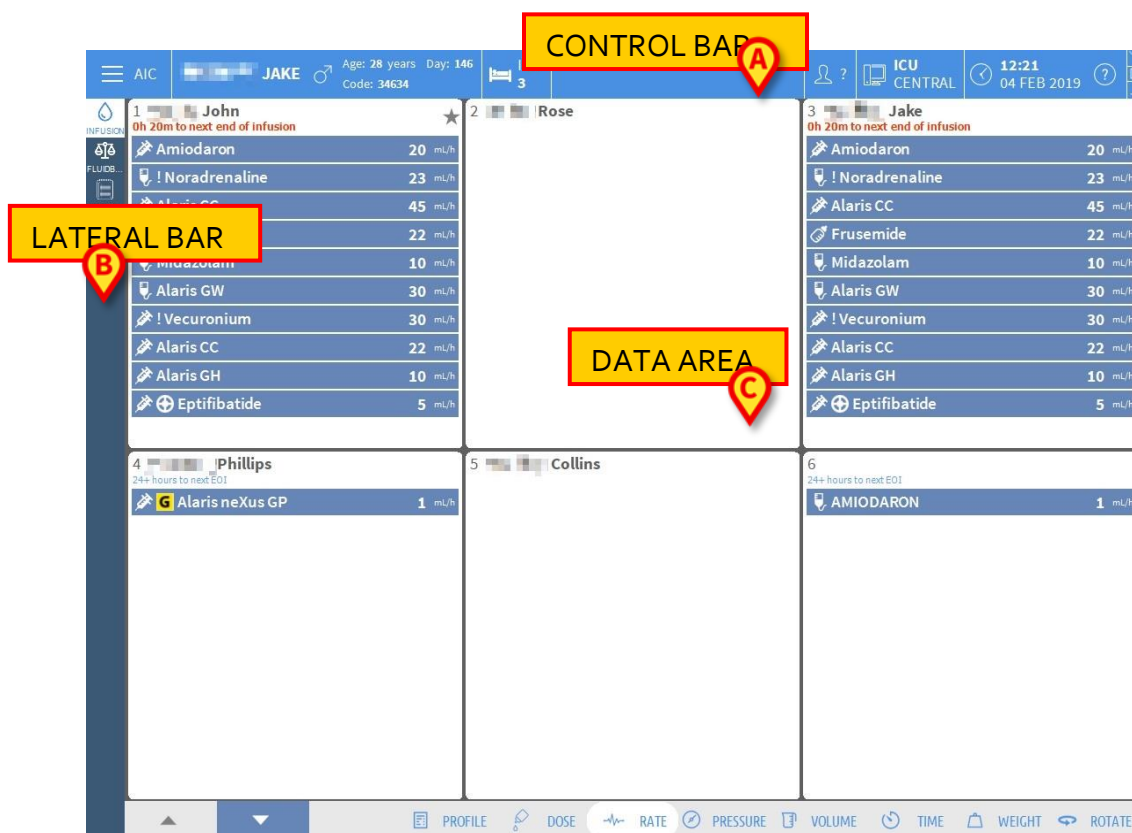 CONTROL BAR
A
AIC JAKE Age: 28 years Day: 146
Code: 34634
3
?
ICU
CENTRAL
12:21
04 FEB 2019
?
INFUSION
FLUIDB...
LATERAL BAR
B
1 John
0h 20m to next end of infusion
Amiodaron 20 mL/h
! Noradrenaline 23 mL/h
Alaris CC 45 mL/h
22 mL/h
Midazolam 10 mL/h
Alaris GW 30 mL/h
! Vecuronium 30 mL/h
Alaris CC 22 mL/h
Alaris GH 10 mL/h
Eptifibatide 5 mL/h
2 Rose
DATA AREA
C
3 Jake
0h 20m to next end of infusion
Amiodaron 20 mL/h
! Noradrenaline 23 mL/h
Alaris CC 45 mL/h
Frusemide 22 mL/h
Midazolam 10 mL/h
Alaris GW 30 mL/h
! Vecuronium 30 mL/h
Alaris CC 22 mL/h
Alaris GH 10 mL/h
Eptifibatide 5 mL/h
4 Phillips
24+ hours to next EOI
G Alaris neXus GP 1 mL/h
5 Collins
6
24+ hours to next EOI
AMIODARON 1 mL/h
PROFILE DOSE RATE PRESSURE VOLUME TIME WEIGHT ROTATE